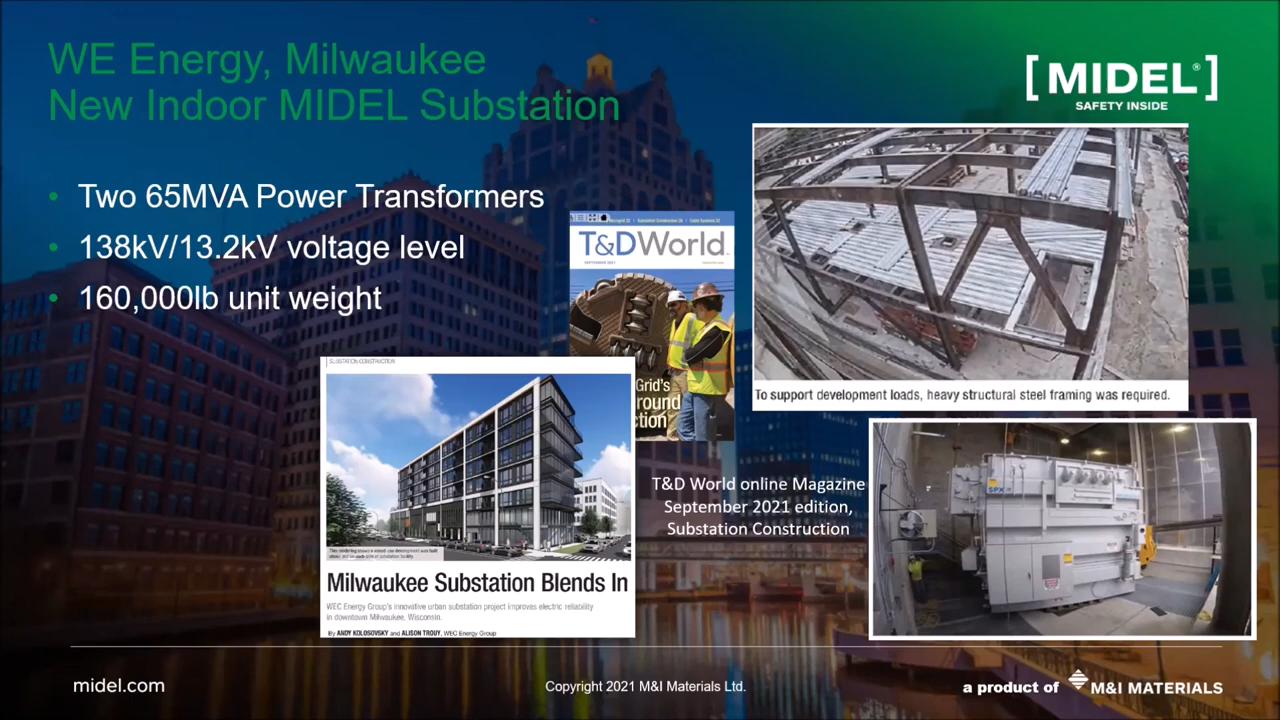 WE Energy, Milwaukee
New Indoor MIDEL Substation
[MIDEL®]
SAFETY INSIDE
• Two 65MVA Power Transformers
• 138kV/13.2kV voltage level
• 160,000lb unit weight
T&DWorld
SEPTEMBER 2021
Grid's
round
tion
To support development loads, heavy structural steel framing was required.
SUBSTATION CONSTRUCTION
Milwaukee Substation Blends In
WEC Energy Group's innovative urban substation project improves electric reliability
in downtown Milwaukee, Wisconsin.
By ANDY KOLOSOVSKY and ALISON TROUY, WEC Energy Group
T&D World online Magazine
September 2021 edition,
Substation Construction
SPX
midel.com
Copyright 2021 M&I Materials Ltd.
a product of
M&I MATERIALS